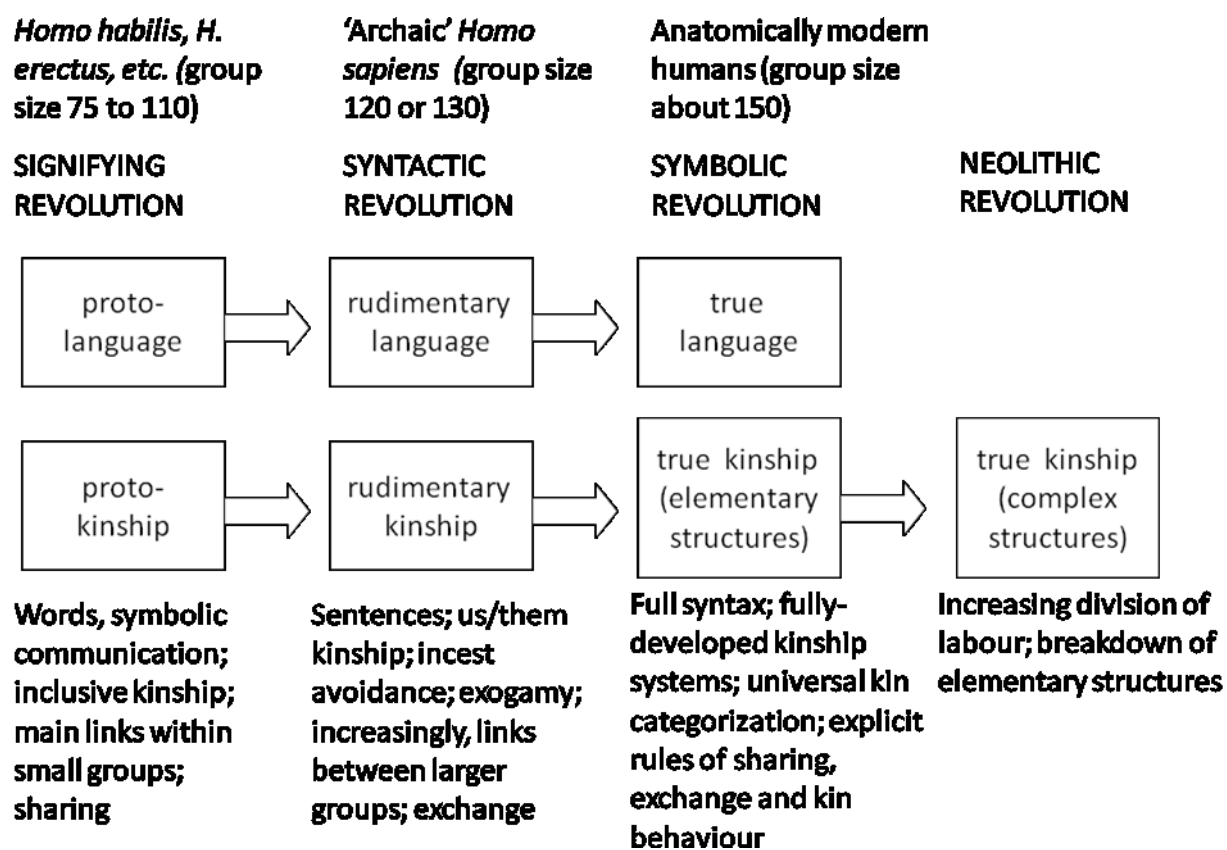 Homo habilis, H.
erectus, etc. (group
size 75 to 110)
'Archaic' Homo
sapiens (group size
120 or 130)
Anatomically modern
humans (group size
about 150)
SIGNIFYING
REVOLUTION
SYNTACTIC
REVOLUTION
SYMBOLIC
REVOLUTION
NEOLITHIC
REVOLUTION
proto-
language
rudimentary
language
true
language
proto-
kinship
rudimentary
kinship
true kinship
(elementary
structures)
true kinship
(complex
structures)
Words, symbolic
communication;
inclusive kinship;
main links within
small groups;
sharing
Sentences; us/them
kinship; incest
avoidance; exogamy;
increasingly, links
between larger
groups; exchange
Full syntax; fully-
developed kinship
systems; universal kin
categorization; explicit
rules of sharing,
exchange and kin
behaviour
Increasing division of
labour; breakdown of
elementary structures